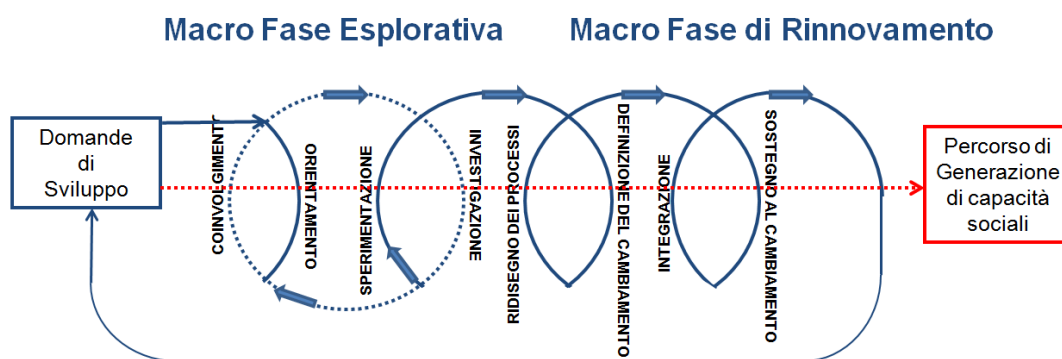 Macro Fase Esplorativa
Macro Fase di Rinnovamento
Domande
di
Sviluppo
COINVOLGIMENT
ORIENTAMENTO
SPERIMENTAZIONE
INVESTIGAZIONE
RIDISEGNO DEI PROCESSI
DEFINIZIONE DEL CAMBIAMENTO
INTEGRAZIONE
SOSTEGNO AL CAMBIAMENTO
Percorso di
Generazione
di capacità
sociali